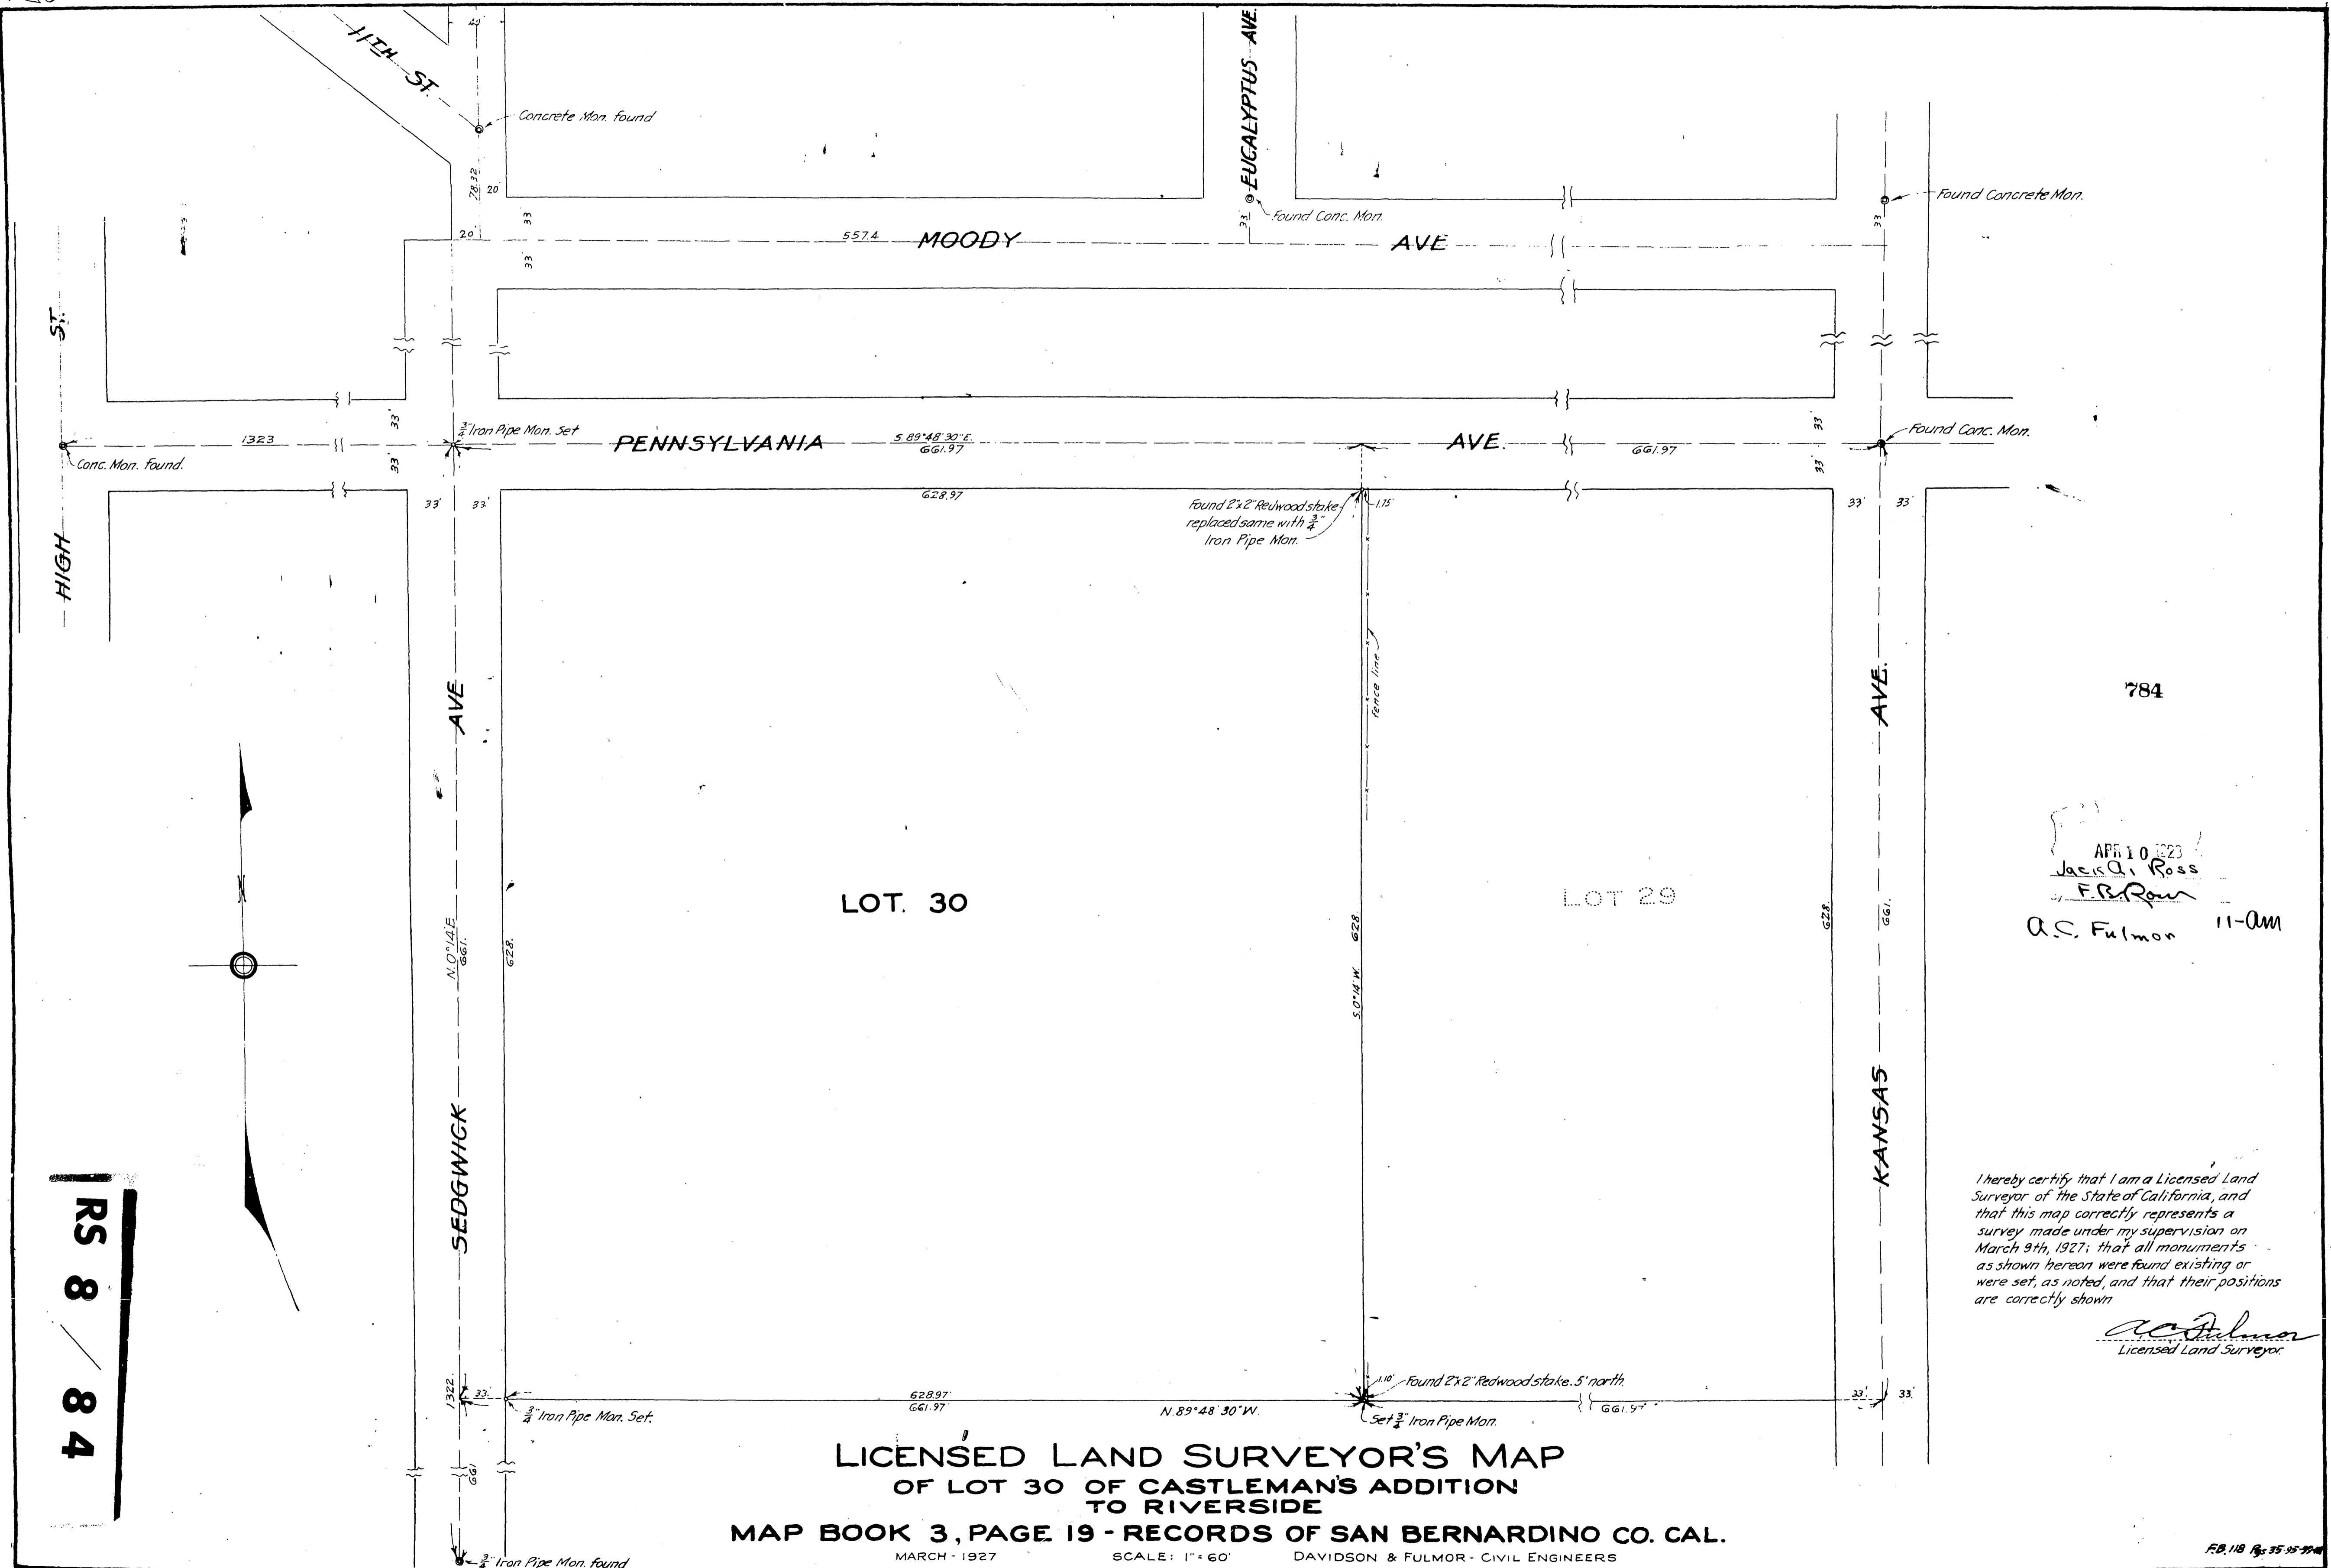 11TH ST.
40'
Concrete Mon. found
EUCALYPTUS AVE.
78.32
20'
33
33
20'
557.4
MOODY AVE
33
Found Conc. Mon.
Found Concrete Mon.
33
HIGH ST.
1323
Conc. Mon. found.
33'
33'
3/4" Iron Pipe Mon. Set
PENNSYLVANIA AVE.
S 89°48'30"E.
661.97
661.97
33'
33'
Found Conc. Mon.
33' 33'
628.97
Found 2"x2" Redwood stake
replaced same with 3/4"
Iron Pipe Mon.
1.75'
33' 33'
fence line
SEDGWICK AVE
N.0°14'E
661.
628.
LOT. 30
S.0°14'W. 628
LOT 29
628.
661.
KANSAS AVE.
784
APR 10
Jack A. Ross
A.C. Fulmor
11-am
I hereby certify that I am a Licensed Land
Surveyor of the State of California, and
that this map correctly represents a
survey made under my supervision on
March 9th, 1927; that all monuments
as shown hereon were found existing or
were set, as noted, and that their positions
are correctly shown
AC Fulmor
Licensed Land Surveyor.
RS 8/84
1322.
33.'
3/4" Iron Pipe Mon. Set.
628.97
661.97
N.89°48'30"W.
1.10'
Found 2"x2" Redwood stake .5' north
Set 3/4" Iron Pipe Mon.
661.97
33' 33'
661
3/4" Iron Pipe Mon. found
LICENSED LAND SURVEYOR'S MAP
OF LOT 30 OF CASTLEMAN'S ADDITION
TO RIVERSIDE
MAP BOOK 3, PAGE 19 - RECORDS OF SAN BERNARDINO CO. CAL.
MARCH - 1927 SCALE: 1" = 60' DAVIDSON & FULMOR - CIVIL ENGINEERS
F.B. 118 Pgs 35-95